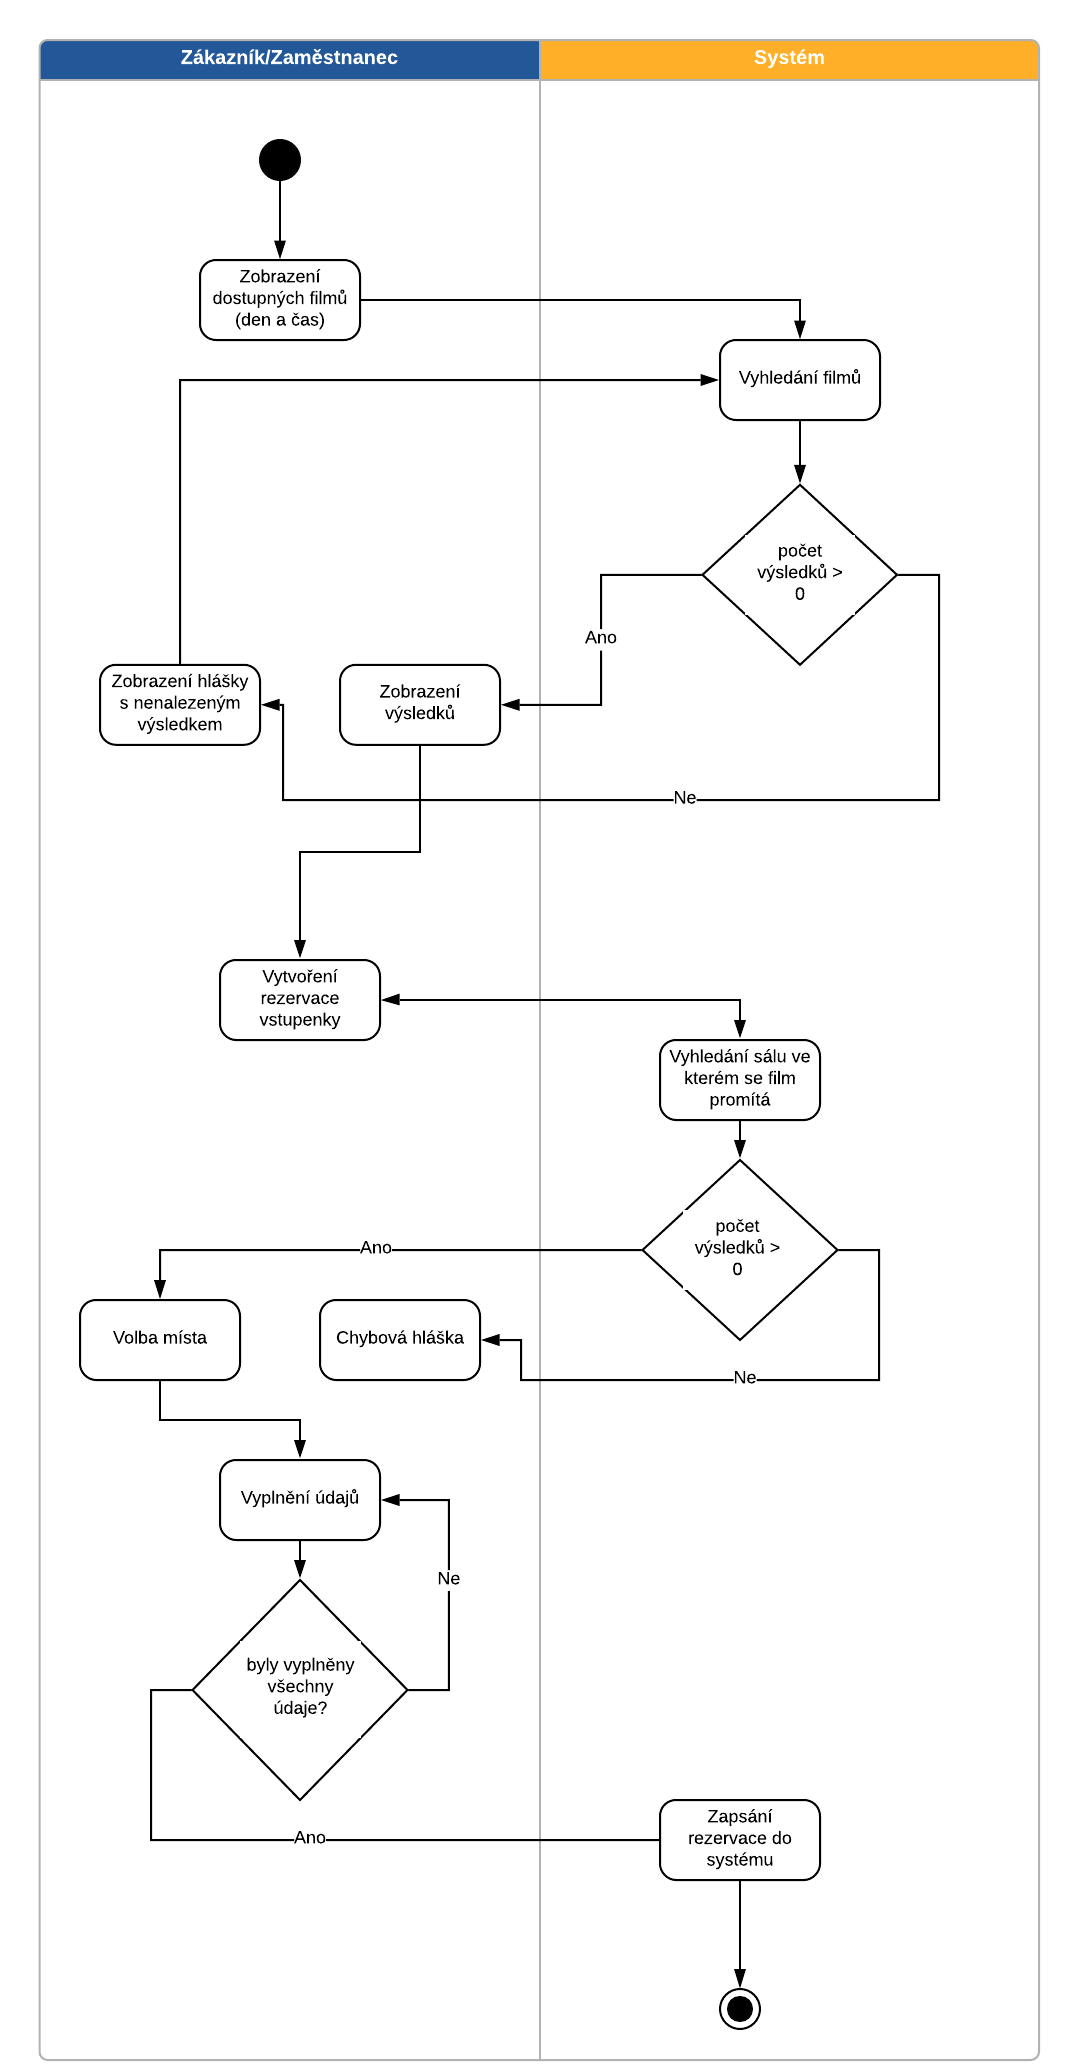 Zákazník/Zaměstnanec
Systém
Zobrazení
dostupných filmů
(den a čas)
Vyhledání filmů
počet
výsledků >
0
Ano
Zobrazení hlášky
s nenalezeným
výsledkem
Zobrazení
výsledků
Ne
Vytvoření
rezervace
vstupenky
Vyhledání sálu ve
kterém se film
promítá
počet
výsledků >
0
Ano
Volba místa
Chybová hláška
Ne
Vyplnění údajů
Ne
byly vyplněny
všechny
údaje?
Zapsání
rezervace do
systému
Ano